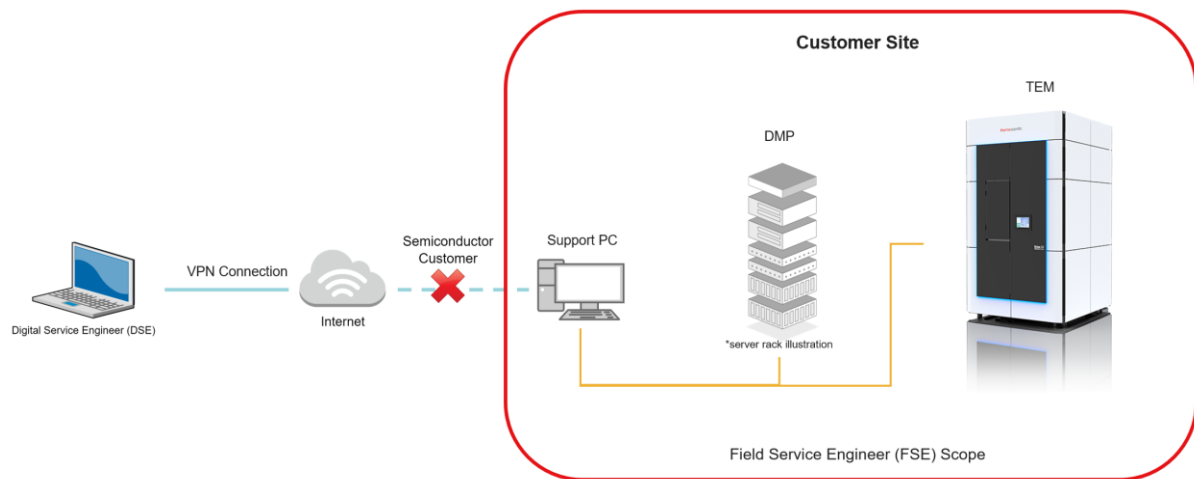 Customer Site
TEM
DMP
Semiconductor
Customer
Support PC
VPN Connection
Internet
Digital Service Engineer (DSE)
*server rack illustration
Field Service Engineer (FSE) Scope